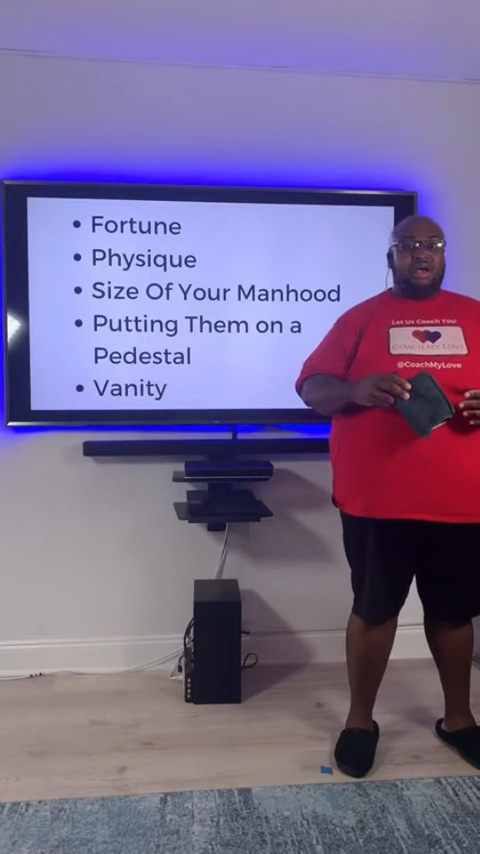 • Fortune
• Physique
• Size Of Your Manhood
• Putting Them on a
Pedestal
• Vanity
Let Us Coach You!
COACH MY LOVE
@CoachMyLove